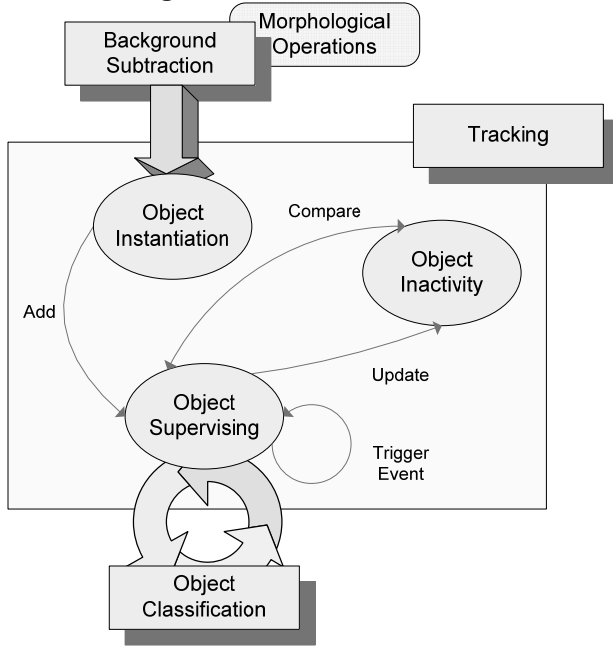 Morphological
Operations
Background
Subtraction
Tracking
Object
Instantiation
Compare
Object
Inactivity
Add
Update
Object
Supervising
Trigger
Event
Object
Classification